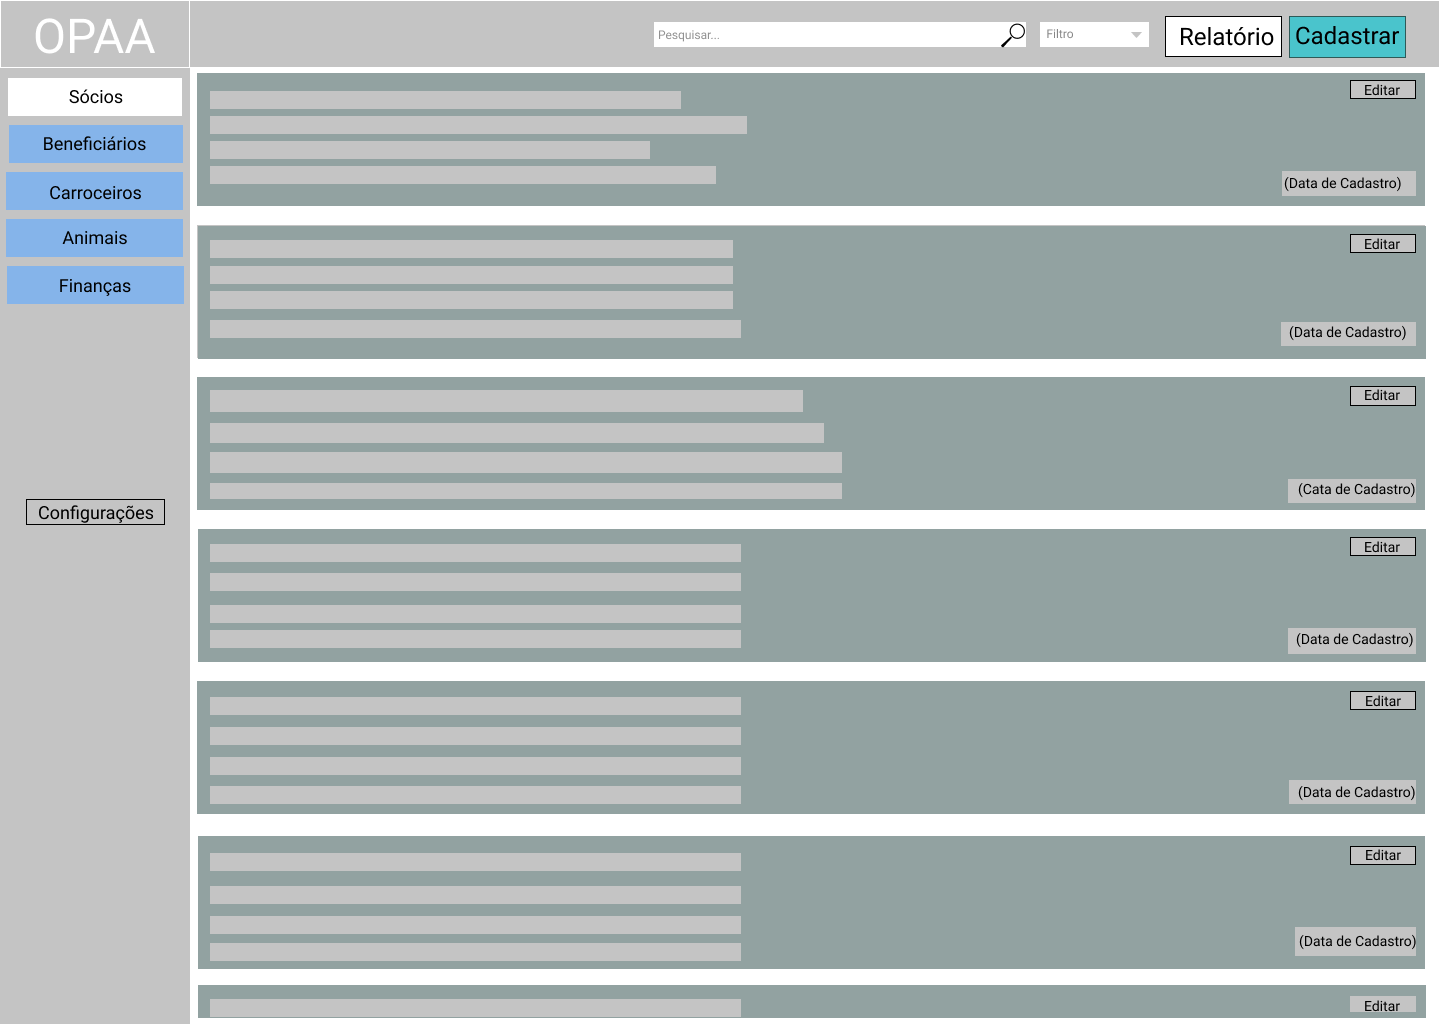 OPAA
Pesquisar...
Filtro
Relatório
Cadastrar
Sócios
Beneficiários
Carroceiros
Animais
Finanças
Configurações
Editar
(Data de Cadastro)
Editar
(Data de Cadastro)
Editar
(Cata de Cadastro)
Editar
(Data de Cadastro)
Editar
(Data de Cadastro)
Editar
(Data de Cadastro)
Editar